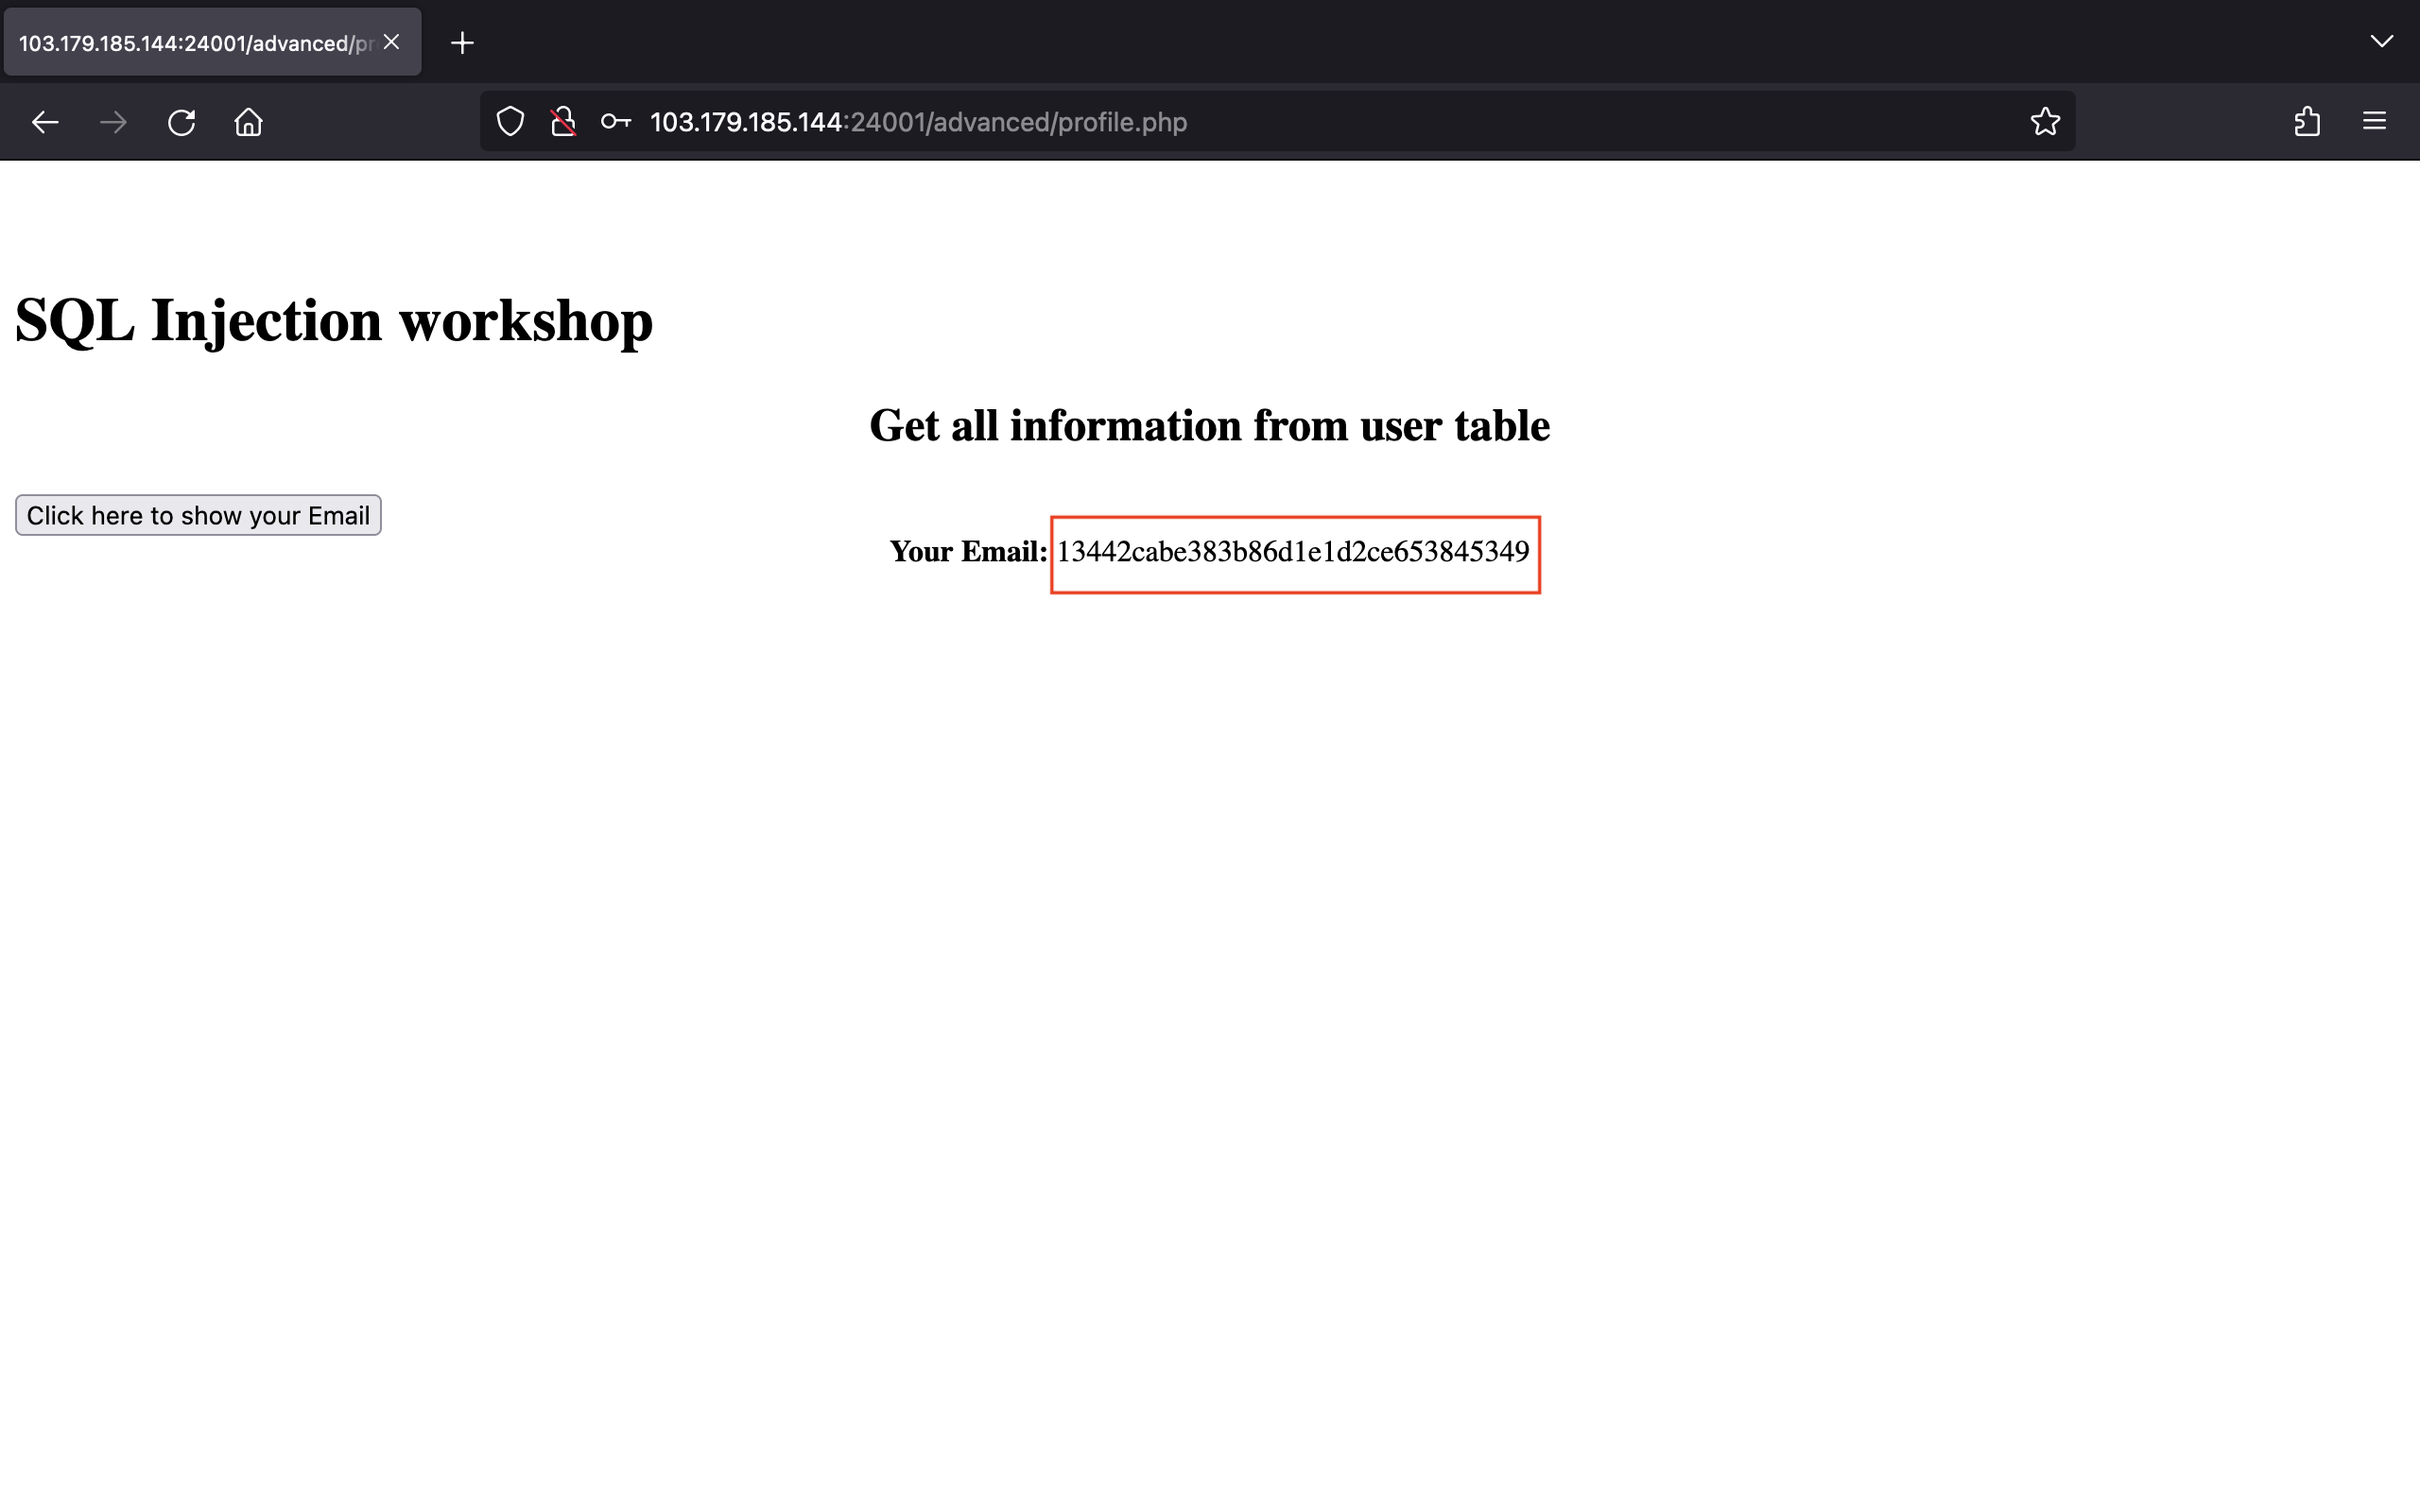 103.179.185.144:24001/advanced/pr
103.179.185.144:24001/advanced/profile.php
SQL Injection workshop
Get all information from user table
Click here to show your Email
Your Email: 13442cabe383b86d1e1d2ce653845349